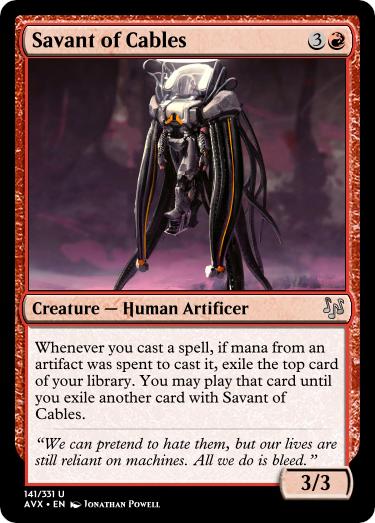 Savant of Cables 3
Creature — Human Artificer
Whenever you cast a spell, if mana from an
artifact was spent to cast it, exile the top card
of your library. You may play that card until
you exile another card with Savant of
Cables.
“We can pretend to hate them, but our lives are
still reliant on machines. All we do is bleed.”
3/3
141/331 U
AVX • EN Jonathan Powell